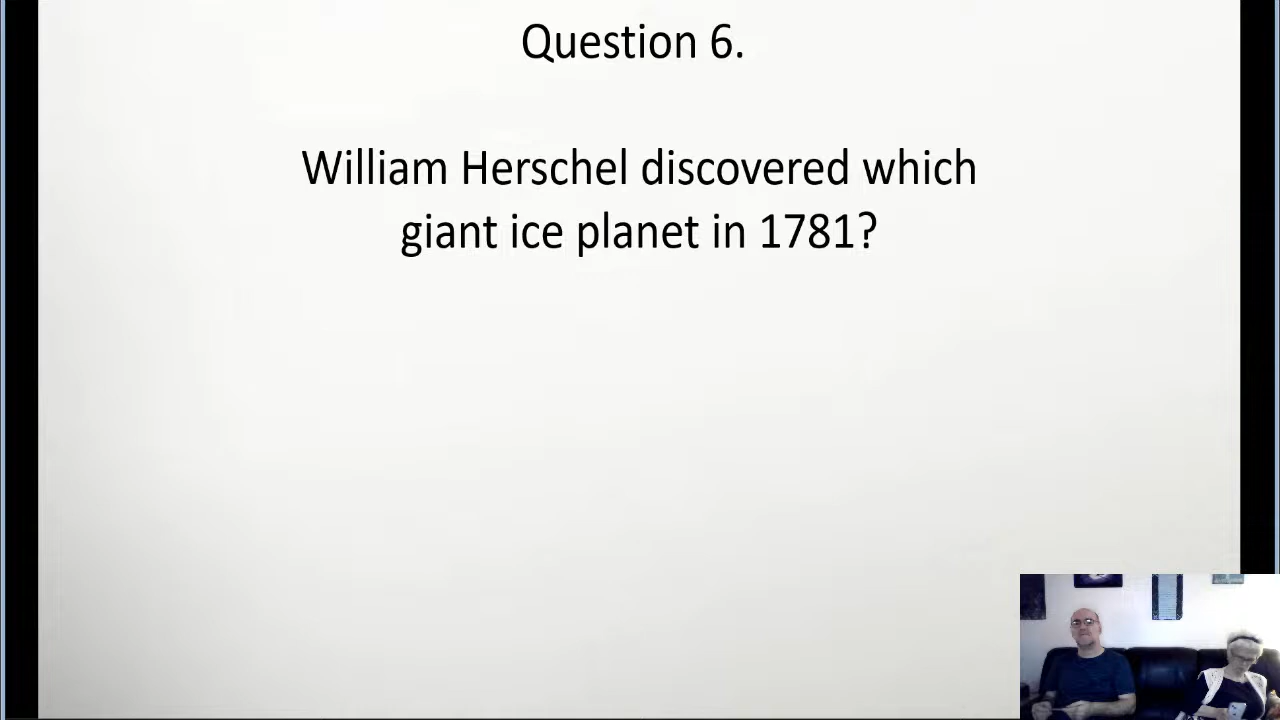 Question 6.
William Herschel discovered which
giant ice planet in 1781?